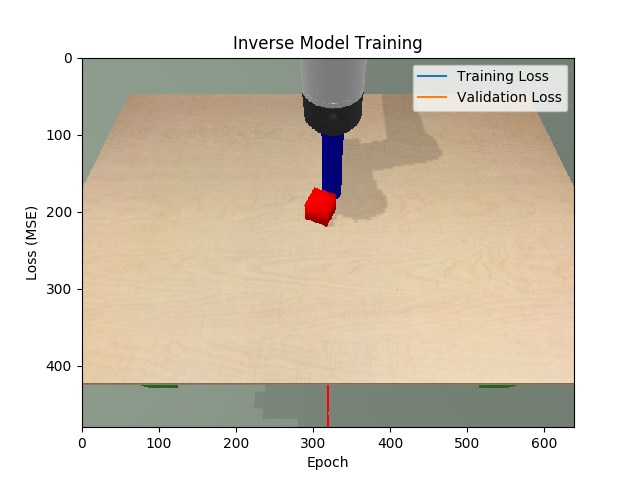 Inverse Model Training
Training Loss
Validation Loss
0
100
200
300
400
Loss (MSE)
0
100
200
300
400
500
600
Epoch